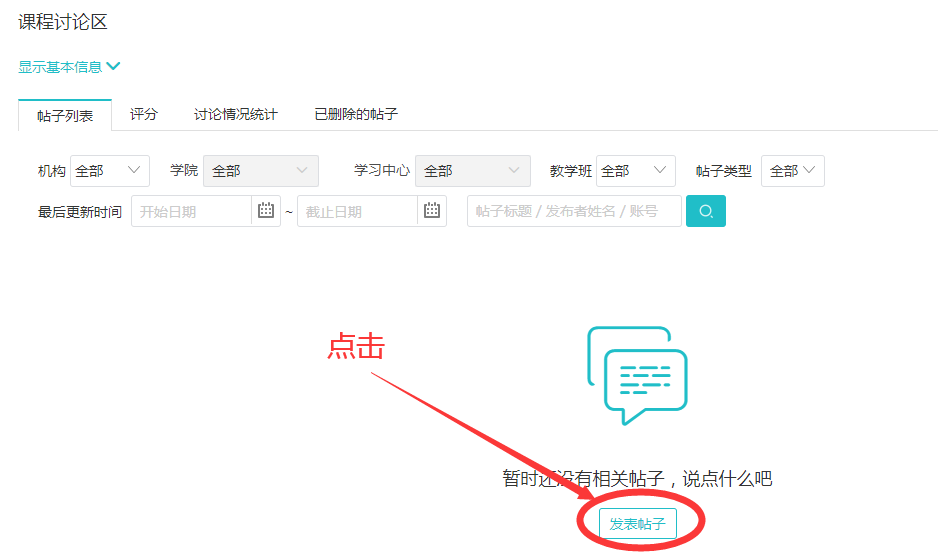 课程讨论区
显示基本信息
帖子列表 评分 讨论情况统计 已删除的帖子
机构 全部 学院 全部 学习中心 全部 教学班 全部 帖子类型 全部
最后更新时间 开始日期 ~ 截止日期 帖子标题 / 发布者姓名 / 账号
点击
暂时还没有相关帖子，说点什么吧
发表帖子